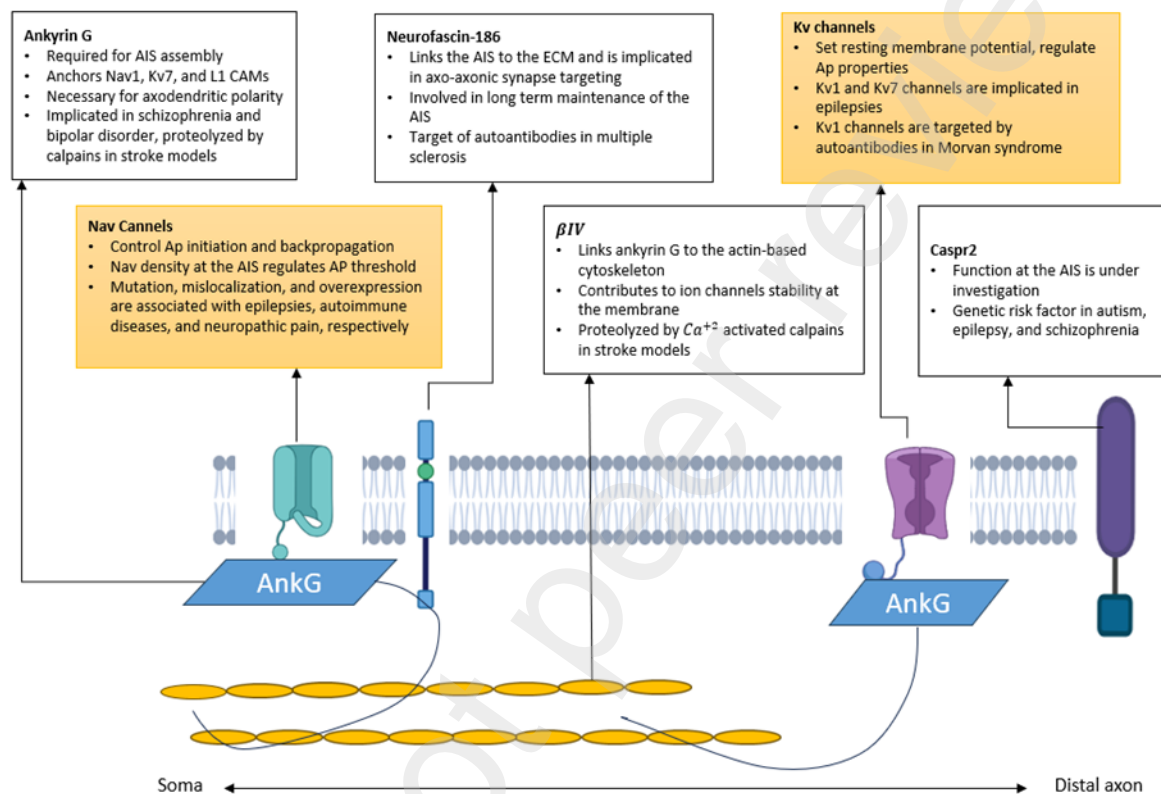 Ankyrin G
• Required for AIS assembly
• Anchors Nav1, Kv7, and L1 CAMs
• Necessary for axodendritic polarity
• Implicated in schizophrenia and
bipolar disorder, proteolyzed by
calpains in stroke models
Neurofascin-186
• Links the AIS to the ECM and is implicated
in axo-axonic synapse targeting
• Involved in long term maintenance of the
AIS
• Target of autoantibodies in multiple
sclerosis
Kv channels
• Set resting membrane potential, regulate
Ap properties
• Kv1 and Kv7 channels are implicated in
epilepsies
• Kv1 channels are targeted by
autoantibodies in Morvan syndrome
Nav Cannels
• Control Ap initiation and backpropagation
• Nav density at the AIS regulates AP threshold
• Mutation, mislocalization, and overexpression
are associated with epilepsies, autoimmune
diseases, and neuropathic pain, respectively
βIV
• Links ankyrin G to the actin-based
cytoskeleton
• Contributes to ion channels stability at
the membrane
• Proteolyzed by Ca⁺² activated calpains
in stroke models
Caspr2
• Function at the AIS is under
investigation
• Genetic risk factor in autism,
epilepsy, and schizophrenia
AnkG
AnkG
Soma
Distal axon
ot peer review